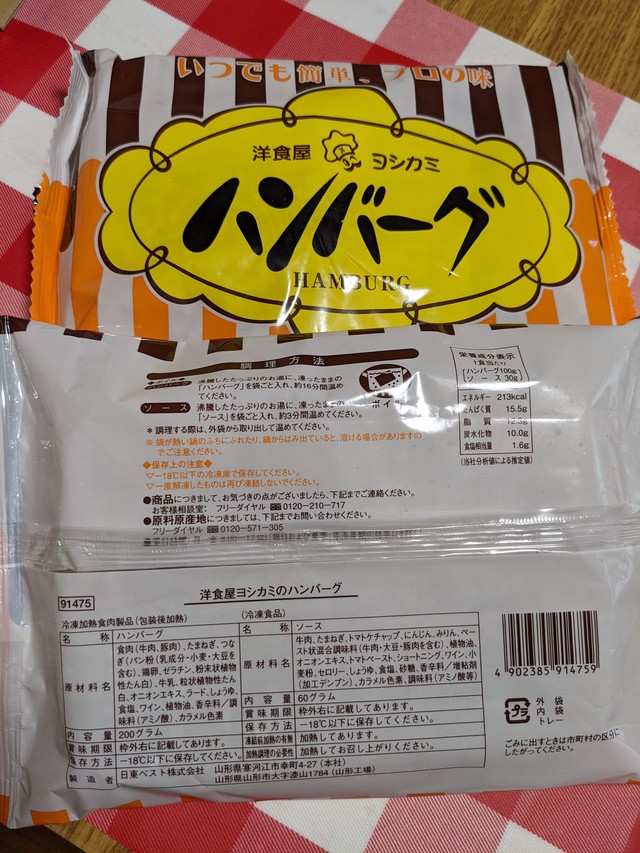 いつでも簡単、プロの味
洋食屋 ヨシカミ
ハンバーグ
HAMBURG
調理方法
沸騰したたっぷりのお湯に、凍ったままの
「ハンバーグ」を袋ごと入れ、約16分間温め
てください。
ソース 沸騰したたっぷりのお湯に、凍ったままの
「ソース」を袋ごと入れ、約3分間温め
てください。
＊調理する際は、外袋から取り出して温めてください。
※袋が熱い鍋のふちにふれたり、鍋からはみ出ていると、溶ける場合がありますの
でご注意ください。
◆保存上の注意◆
▽−18℃以下の冷凍庫で保存してください。
▽一度解凍したものは再び凍結しないでください。
●商品につきまして、お気づきの点がございましたら、下記までご連絡ください。
お客様相談室: フリーダイヤル 0120-210-717
●原料原産地につきましては、下記までお問い合わせください。
フリーダイヤル 0120-571-305
栄養成分表示
1食当たり
ハンバーグ100g
ソース 30g
エネルギー 213kcal
たんぱく質 15.5g
脂質 12.3g
炭水化物 10.0g
食塩相当量 1.6g
(当社分析値による推定値)
91475
洋食屋ヨシカミのハンバーグ
冷凍加熱食肉製品(包装後加熱)
名称 ハンバーグ
原材料名 食肉(牛肉、豚肉)、たまねぎ、つな
ぎ(パン粉(乳成分・小麦・大豆を
含む)、鶏卵、ゼラチン、粉末状植物
性たん白)、牛乳、粒状植物性たん
白、オニオンエキス、ラード、しょうゆ、
食塩、ワイン、植物油、香辛料/調
味料(アミノ酸)、カラメル色素
内容量 200グラム
賞味期限 枠外右に記載してあります。
保存方法 −18℃以下に保存してください。
製造者 日東ベスト株式会社 山形県寒河江市幸町4-27(本社)
山形県山形市大字漆山1784(山形工場)
(冷凍食品)
名称 ソース
原材料名 牛肉、たまねぎ、トマトケチャップ、にんじん、みりん、ペー
スト状混合調味料(牛肉・大豆・豚肉を含む)、植物油、
オニオンエキス、トマトペースト、ショートニング、ワイン、小
麦粉、セロリー、しょうゆ、食塩、砂糖、香辛料/増粘剤
(加工デンプン)、カラメル色素、調味料(アミノ酸等)
内容量 60グラム
賞味期限 枠外右に記載してあります。
保存方法 −18℃以下に保存してください。
凍結前加熱の有無 加熱してあります。
加熱調理の必要性 加熱してお召し上がりください。
4 902385 914759
プラ
外袋
内袋
トレー
ごみに出すときは市町村の区分に
したがってください。